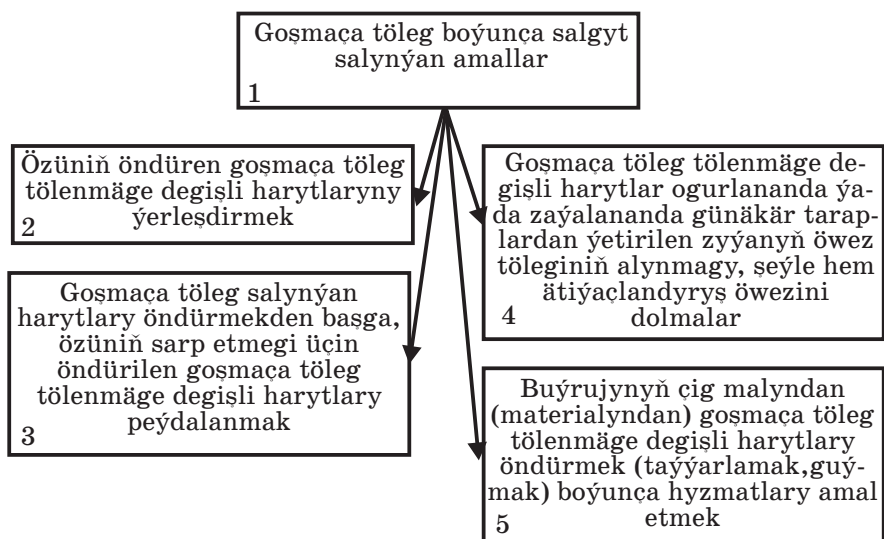 Goşmaça töleg boýunça salgyt
salynýan amallar
1
Özüniň öndüren goşmaça töleg
tölenmäge degişli harytlaryny
ýerleşdirmek
2
Goşmaça töleg salynýan
harytlary öndürmekden başga,
özüniň sarp etmegi üçin
öndürilen goşmaça töleg
tölenmäge degişli harytlary
peýdalanmak
3
Goşmaça töleg tölenmäge de-
gişli harytlar ogurlananda ýa-
da zaýalananda günäkär tarap-
lardan ýetirilen zyýanyň öwez
töleginiň alynmagy, şeýle hem
ätiýaçlandyryş öwezini
dolmalar
4
Buýrujynyň çig malyndan
(materialyndan) goşmaça töleg
tölenmäge degişli harytlary
öndürmek (taýýarlamak,guý-
mak) boýunça hyzmatlary amal
etmek
5